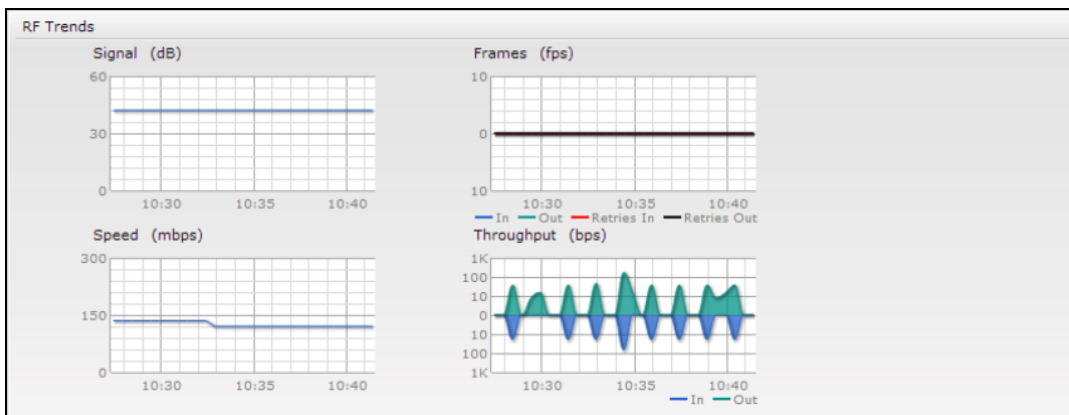 RF Trends
Signal (dB)
60
30
0
10:30 10:35 10:40
Frames (fps)
10
0
10
10:30 10:35 10:40
In Out Retries In Retries Out
Speed (mbps)
300
150
0
10:30 10:35 10:40
Throughput (bps)
1K
100
10
0
10
100
1K
10:30 10:35 10:40
In Out